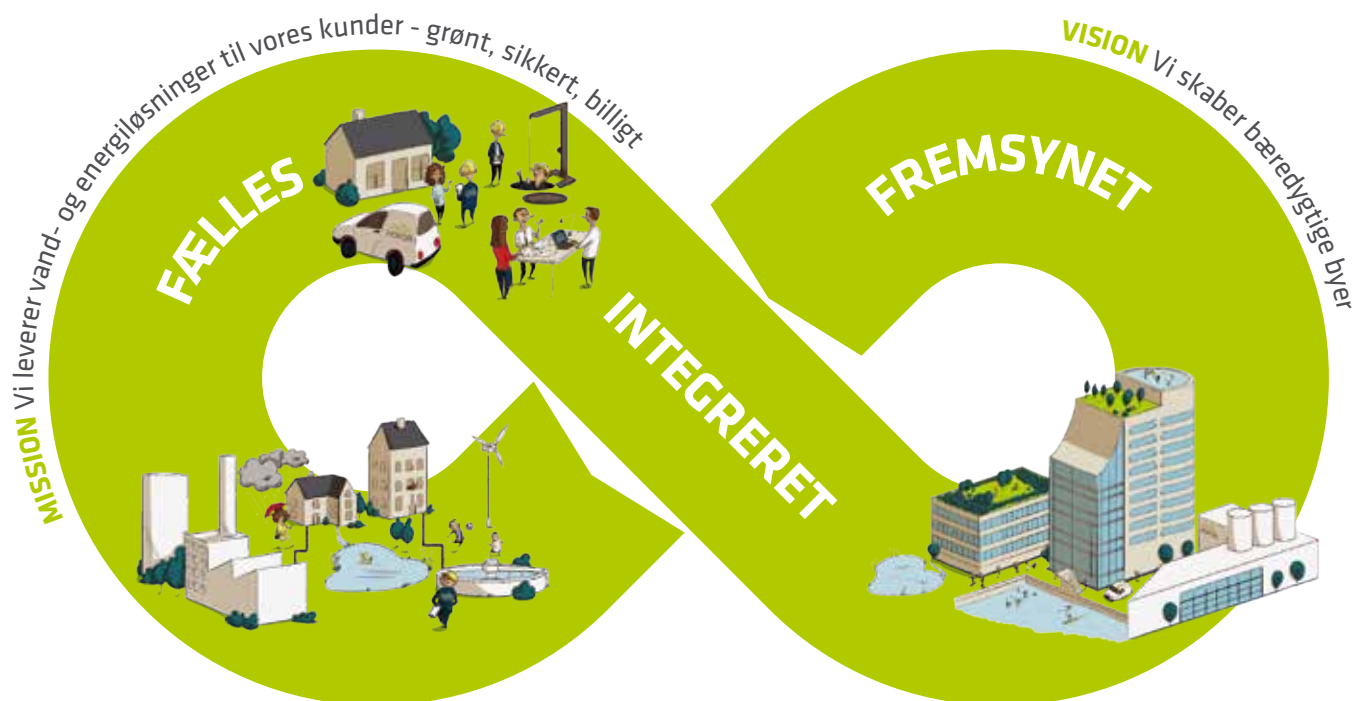 MISSION Vi leverer vand- og energiløsninger til vores kunder - grønt, sikkert, billigt
VISION Vi skaber bæredygtige byer
FÆLLES
INTEGRERET
FREMSYNET